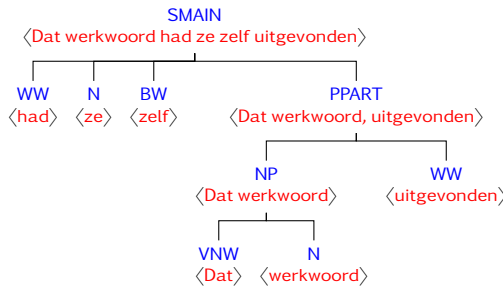 SMAIN
⟨Dat werkwoord had ze zelf uitgevonden⟩
WW N BW PPART
⟨had⟩ ⟨ze⟩ ⟨zelf⟩ ⟨Dat werkwoord, uitgevonden⟩
NP WW
⟨Dat werkwoord⟩ ⟨uitgevonden⟩
VNW N
⟨Dat⟩ ⟨werkwoord⟩